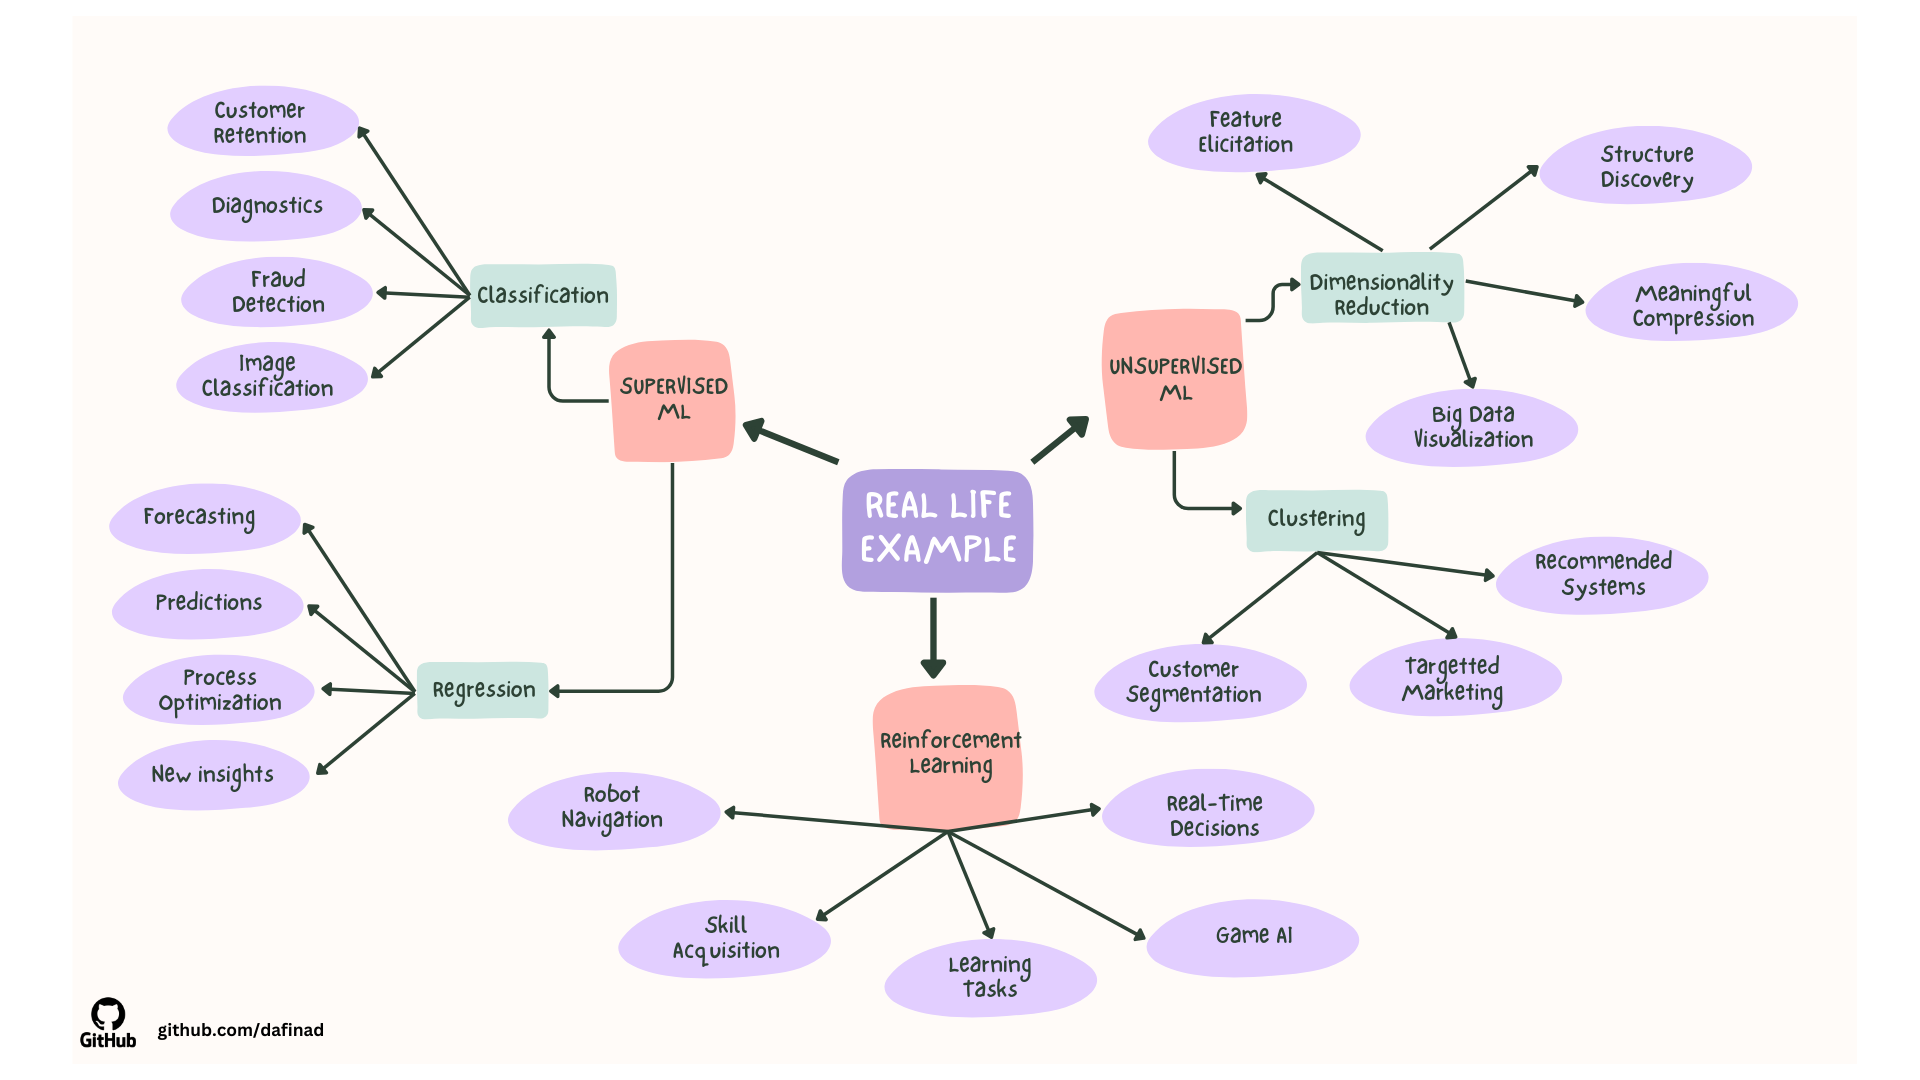 Customer
Retention
Diagnostics
Fraud
Detection
Image
Classification
Classification
SUPERVISED
ML
Forecasting
Predictions
Process
Optimization
New insights
Regression
REAL LIFE
EXAMPLE
Feature
Elicitation
Structure
Discovery
Dimensionality
Reduction
Meaningful
Compression
Big Data
Visualization
UNSUPERVISED
ML
Clustering
Recommended
Systems
Customer
Segmentation
Targetted
Marketing
Reinforcement
Learning
Robot
Navigation
Real-Time
Decisions
Skill
Acquisition
Learning
Tasks
Game AI
GitHub
github.com/dafinad